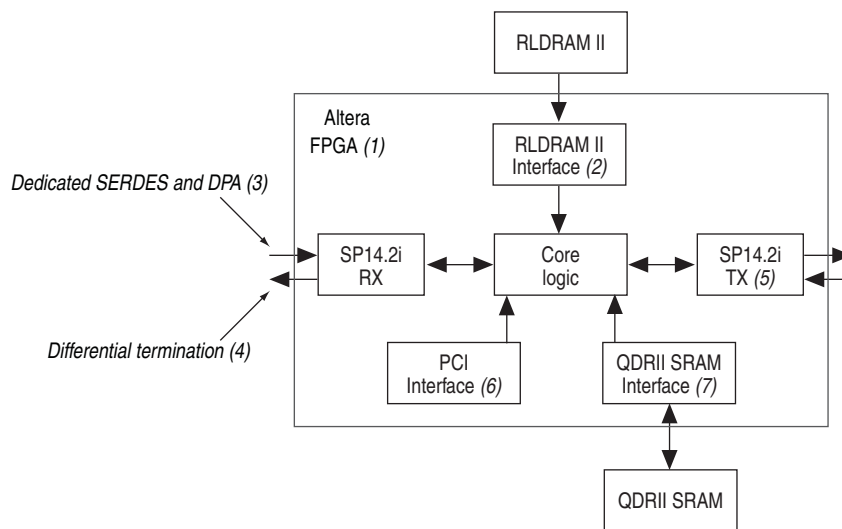 RLDRAM II
Altera
FPGA (1)
RLDRAM II
Interface (2)
Dedicated SERDES and DPA (3)
SP14.2i
RX
Core
logic
SP14.2i
TX (5)
Differential termination (4)
PCI
Interface (6)
QDRII SRAM
Interface (7)
QDRII SRAM